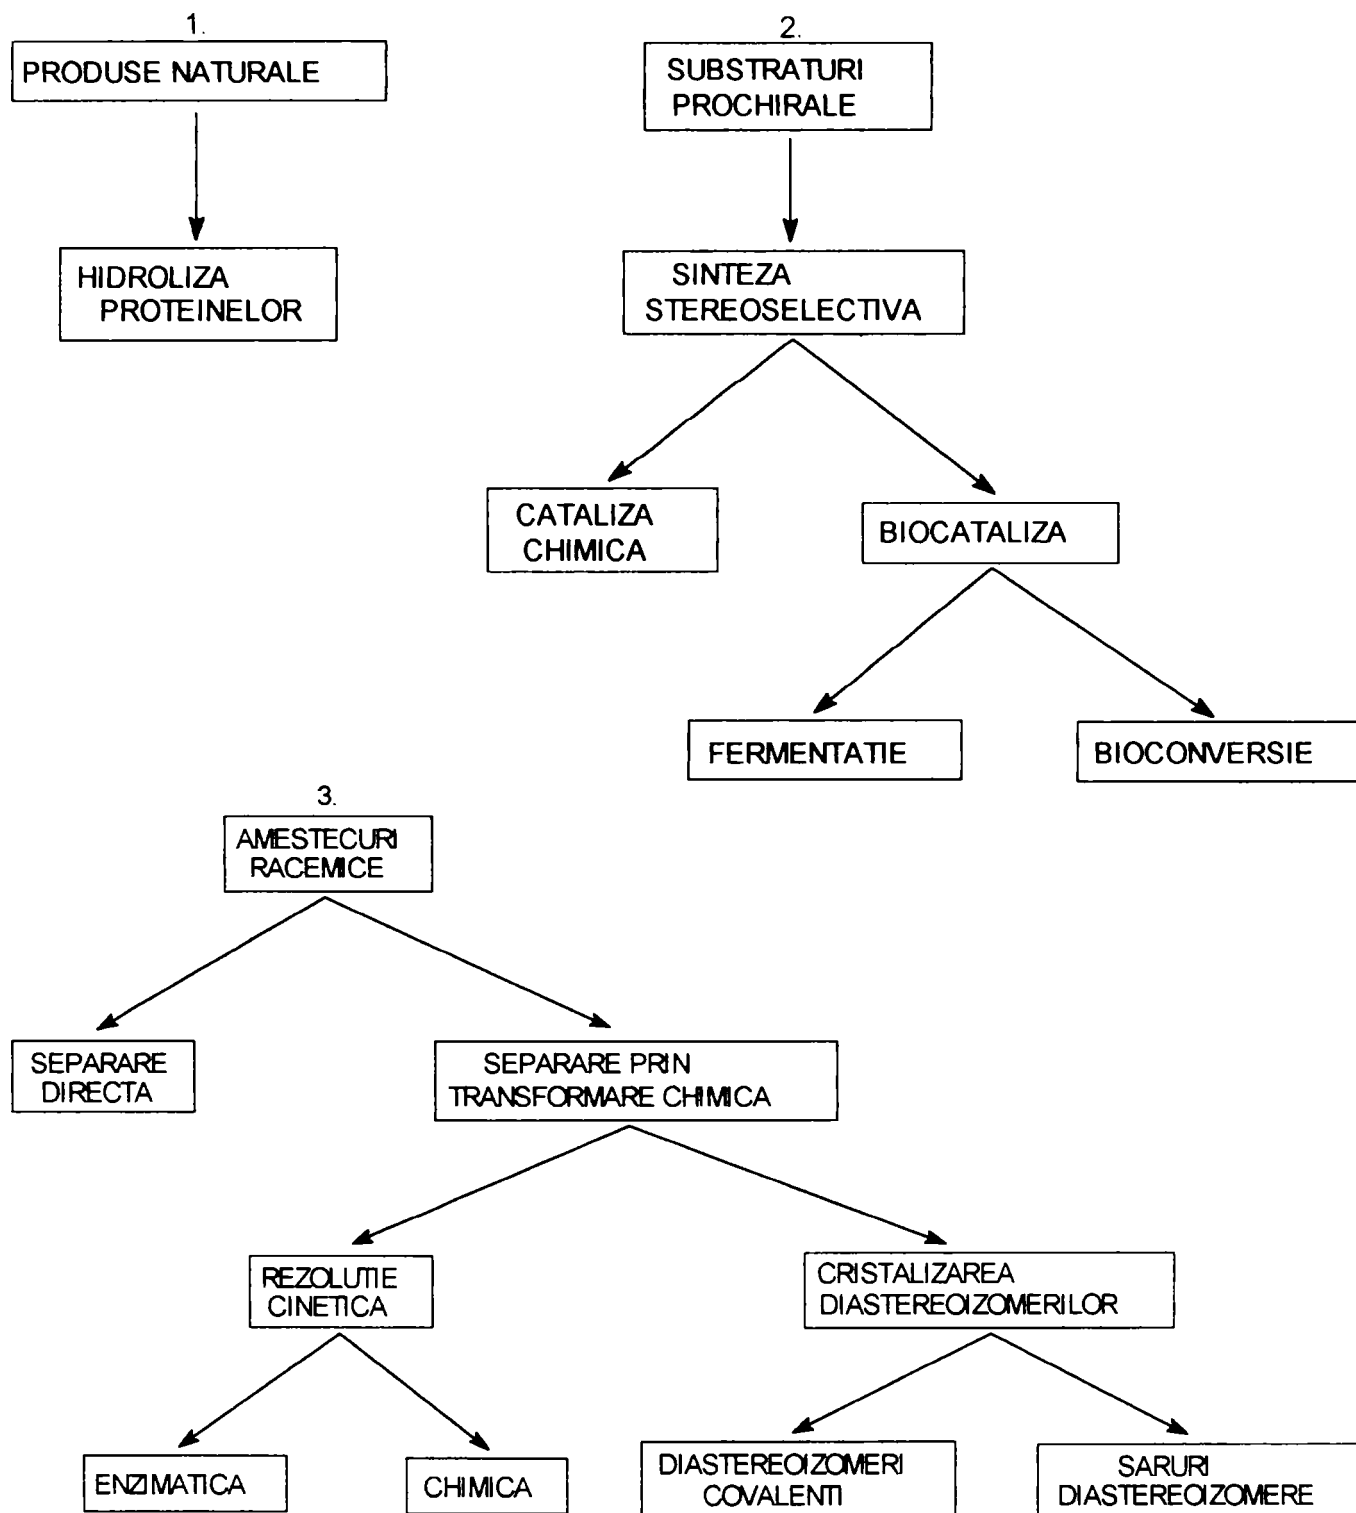 1.
PRODUSE NATURALE
HIDROLIZA
PROTEINELOR
2.
SUBSTRATURI
PROCHIRALE
SINTEZA
STEREOSELECTIVA
CATALIZA
CHIMICA
BIOCATALIZA
FERMENTATIE
BIOCONVERSIE
3.
AMESTECURI
RACEMICE
SEPARARE
DIRECTA
SEPARARE PRIN
TRANSFORMARE CHIMICA
REZOLUTIE
CINETICA
CRISTALIZAREA
DIASTEREOIZOMERILOR
ENZIMATICA
CHIMICA
DIASTEREOIZOMERI
COVALENTI
SARURI
DIASTEREOIZOMERE